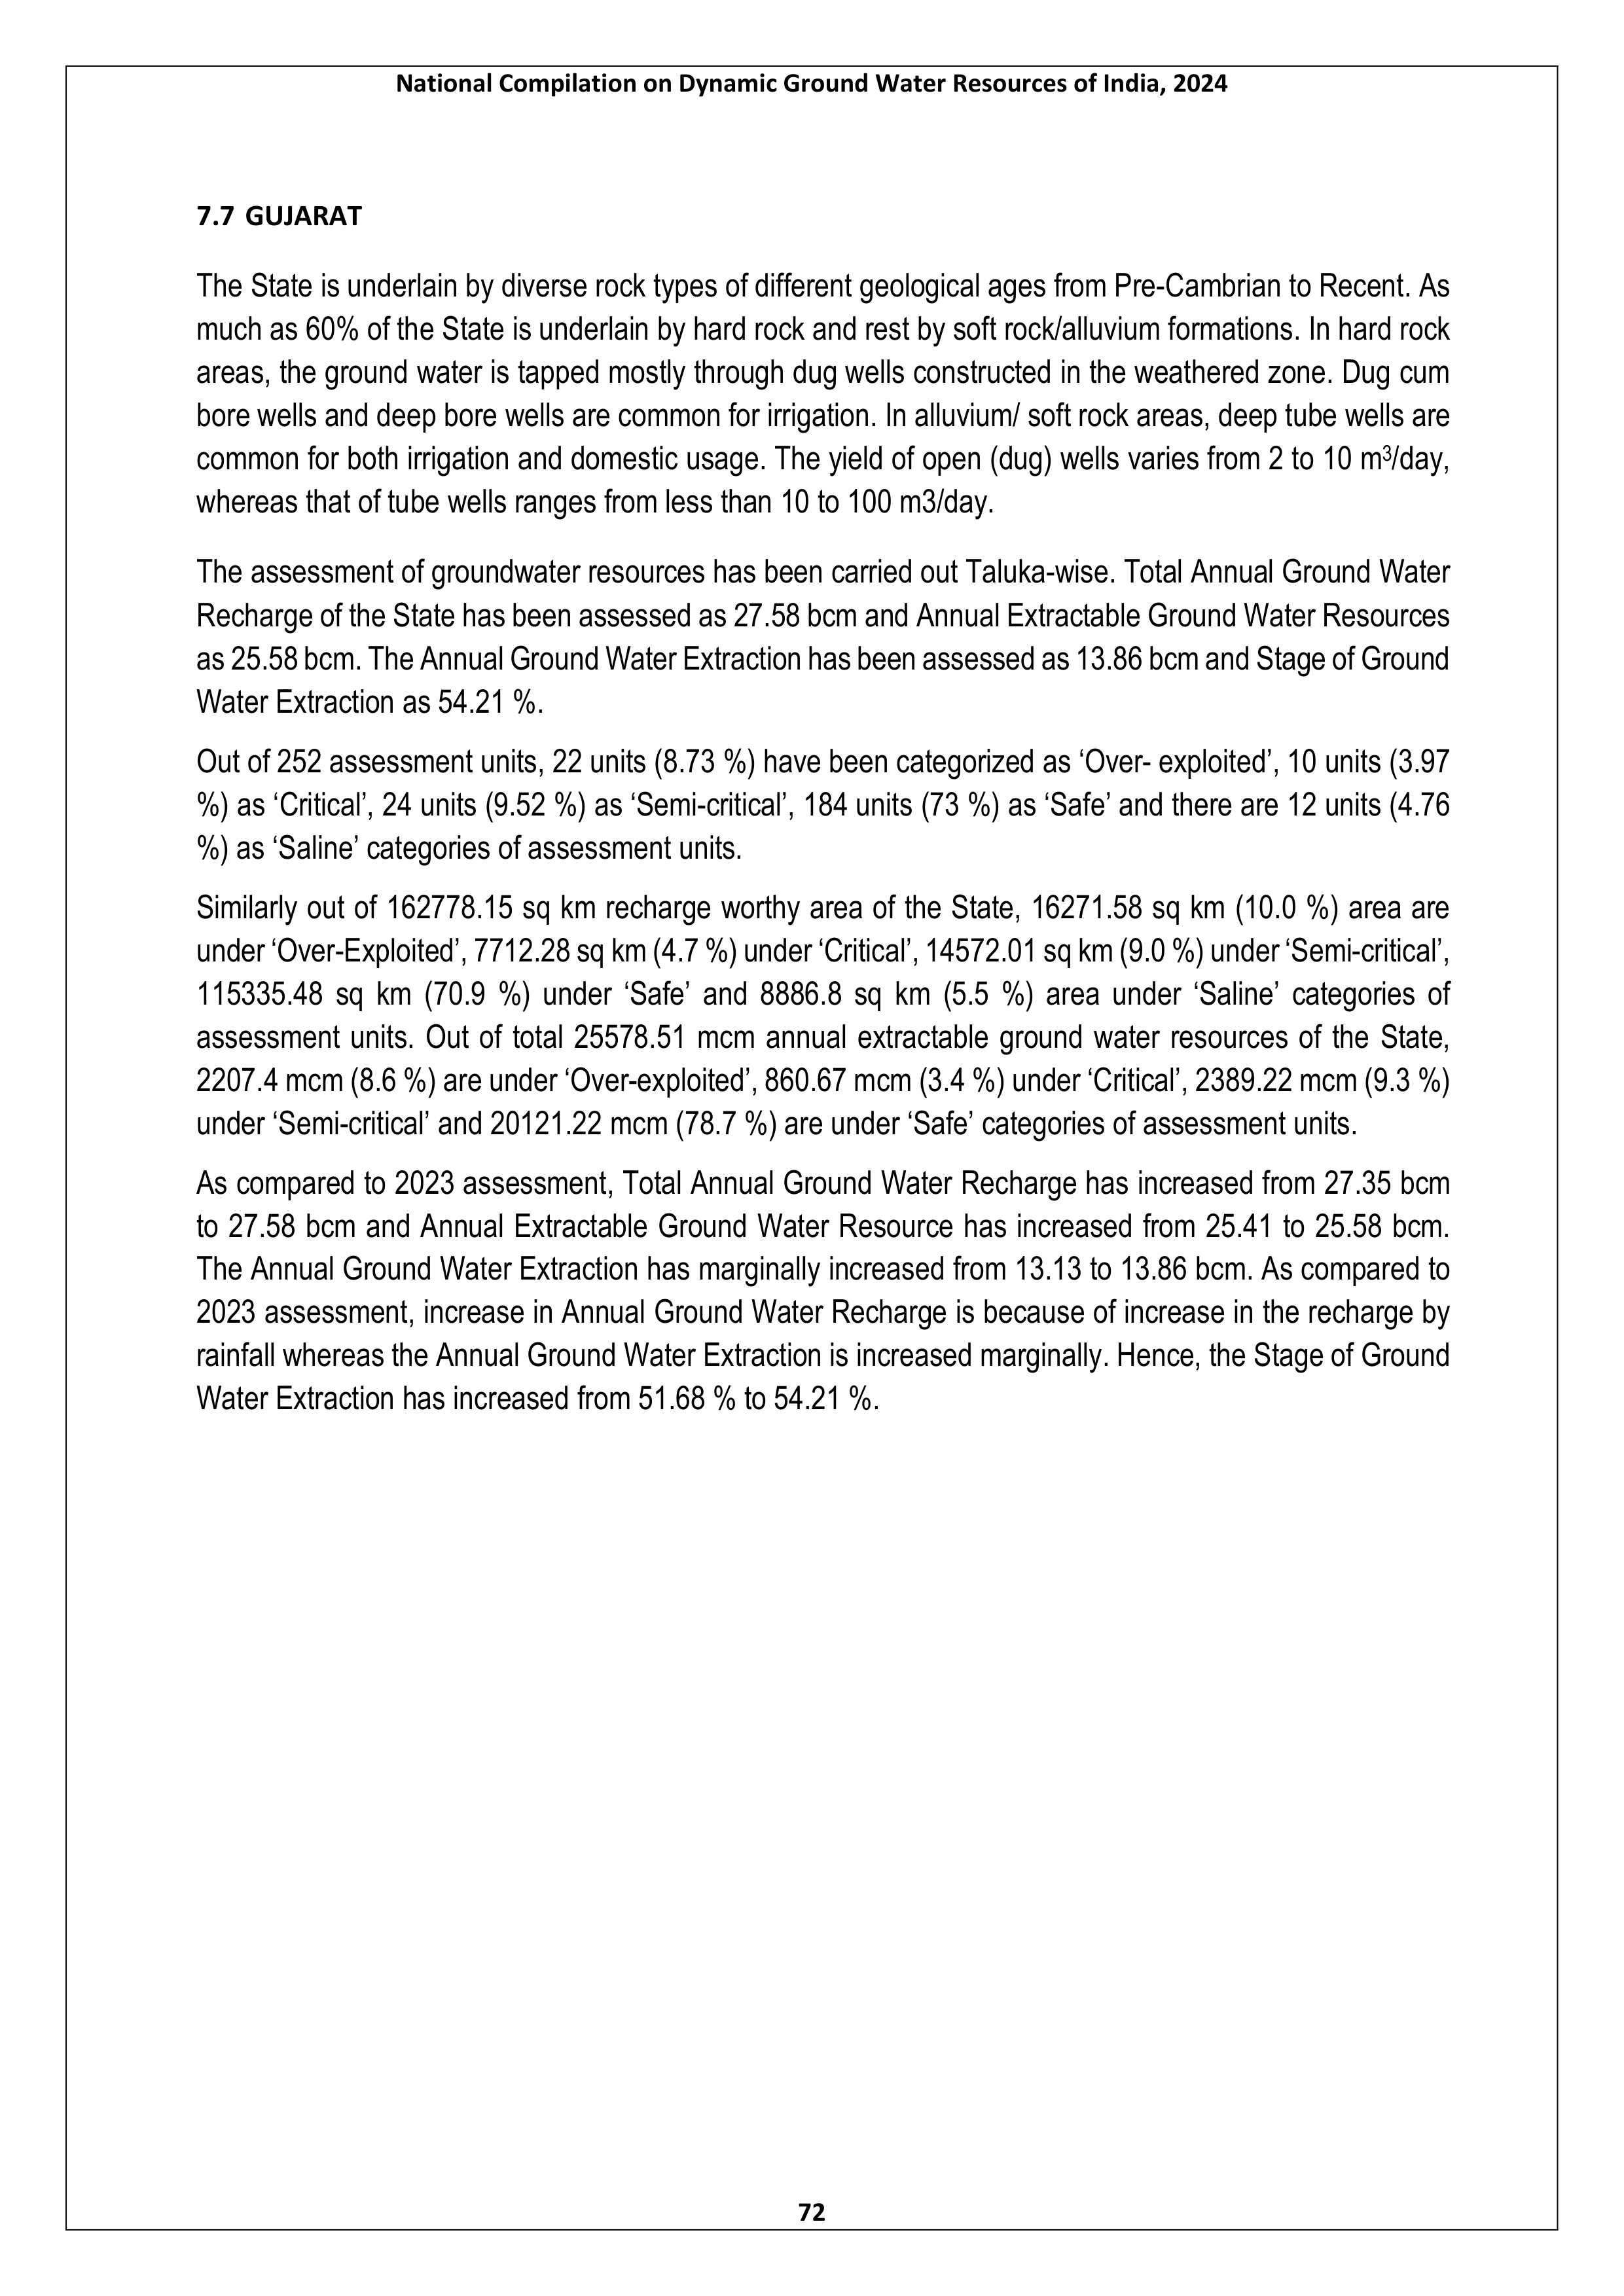 National Compilation on Dynamic Ground Water Resources of India, 2024
7.7 GUJARAT
The State is underlain by diverse rock types of different geological ages from Pre-Cambrian to Recent. As
much as 60% of the State is underlain by hard rock and rest by soft rock/alluvium formations. In hard rock
areas, the ground water is tapped mostly through dug wells constructed in the weathered zone. Dug cum
bore wells and deep bore wells are common for irrigation. In alluvium/ soft rock areas, deep tube wells are
common for both irrigation and domestic usage. The yield of open (dug) wells varies from 2 to 10 m³/day,
whereas that of tube wells ranges from less than 10 to 100 m3/day.
The assessment of groundwater resources has been carried out Taluka-wise. Total Annual Ground Water
Recharge of the State has been assessed as 27.58 bcm and Annual Extractable Ground Water Resources
as 25.58 bcm. The Annual Ground Water Extraction has been assessed as 13.86 bcm and Stage of Ground
Water Extraction as 54.21 %.
Out of 252 assessment units, 22 units (8.73 %) have been categorized as ‘Over- exploited’, 10 units (3.97
%) as ‘Critical’, 24 units (9.52 %) as ‘Semi-critical’, 184 units (73 %) as ‘Safe’ and there are 12 units (4.76
%) as ‘Saline’ categories of assessment units.
Similarly out of 162778.15 sq km recharge worthy area of the State, 16271.58 sq km (10.0 %) area are
under ‘Over-Exploited’, 7712.28 sq km (4.7 %) under ‘Critical’, 14572.01 sq km (9.0 %) under ‘Semi-critical’,
115335.48 sq km (70.9 %) under ‘Safe’ and 8886.8 sq km (5.5 %) area under ‘Saline’ categories of
assessment units. Out of total 25578.51 mcm annual extractable ground water resources of the State,
2207.4 mcm (8.6 %) are under ‘Over-exploited’, 860.67 mcm (3.4 %) under ‘Critical’, 2389.22 mcm (9.3 %)
under ‘Semi-critical’ and 20121.22 mcm (78.7 %) are under ‘Safe’ categories of assessment units.
As compared to 2023 assessment, Total Annual Ground Water Recharge has increased from 27.35 bcm
to 27.58 bcm and Annual Extractable Ground Water Resource has increased from 25.41 to 25.58 bcm.
The Annual Ground Water Extraction has marginally increased from 13.13 to 13.86 bcm. As compared to
2023 assessment, increase in Annual Ground Water Recharge is because of increase in the recharge by
rainfall whereas the Annual Ground Water Extraction is increased marginally. Hence, the Stage of Ground
Water Extraction has increased from 51.68 % to 54.21 %.
72